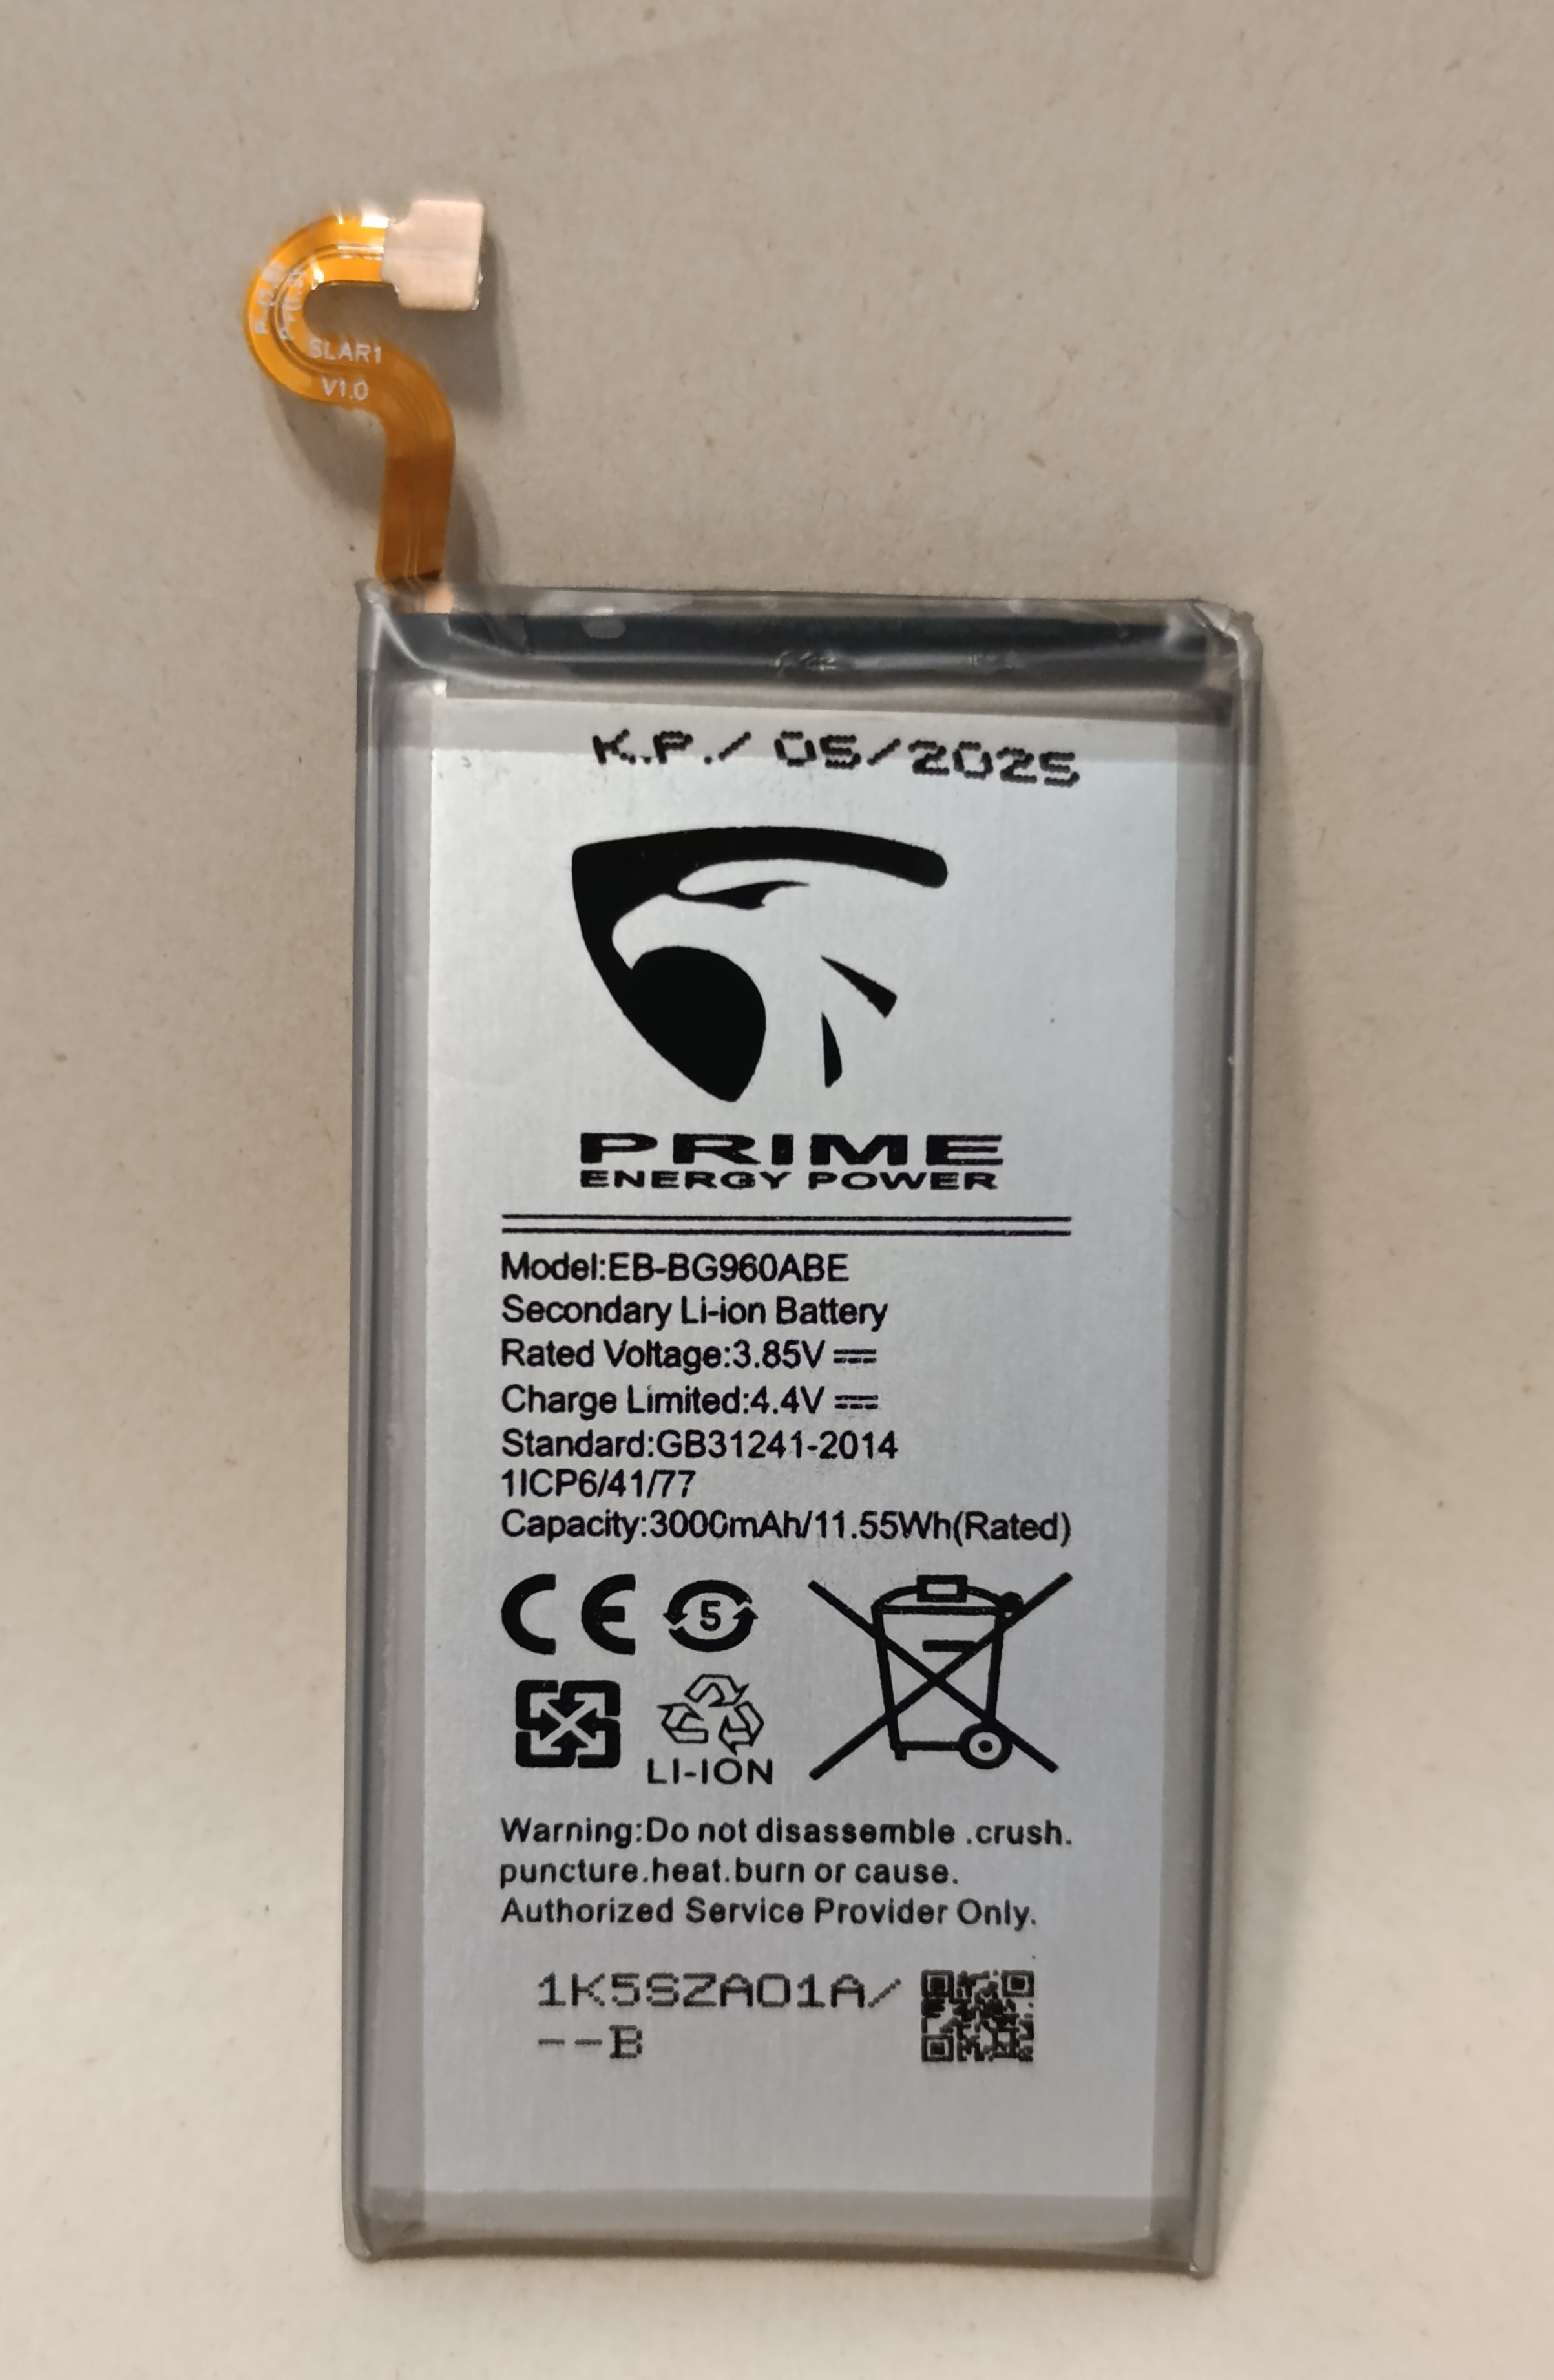 SLAR1
V1.0
K.P./ 05/2025
PRIME
ENERGY POWER
Model:EB-BG960ABE
Secondary Li-ion Battery
Rated Voltage:3.85V
Charge Limited:4.4V
Standard:GB31241-2014
1ICP6/41/77
Capacity:3000mAh/11.55Wh(Rated)
CE 5
LI-ION
Warning:Do not disassemble .crush.
puncture.heat.burn or cause.
Authorized Service Provider Only.
1K5SZA01A/
--B